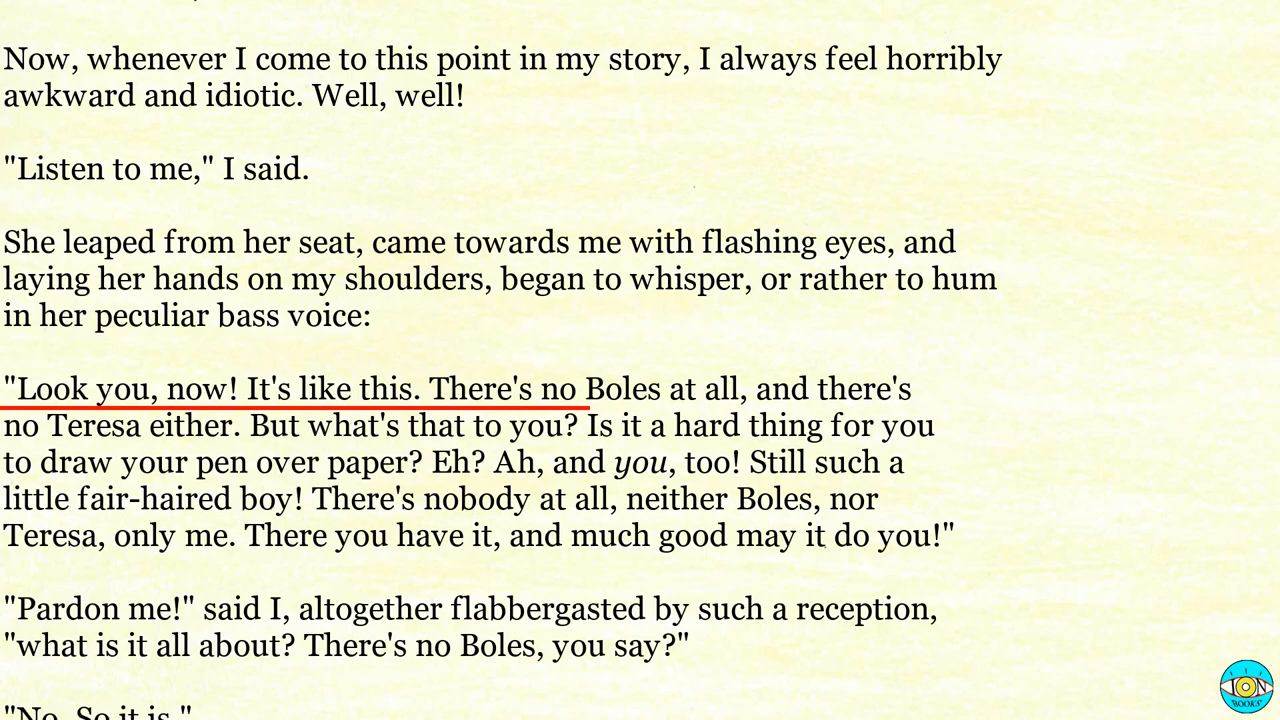 Now, whenever I come to this point in my story, I always feel horribly
awkward and idiotic. Well, well!
"Listen to me," I said.
She leaped from her seat, came towards me with flashing eyes, and
laying her hands on my shoulders, began to whisper, or rather to hum
in her peculiar bass voice:
"Look you, now! It's like this. There's no Boles at all, and there's
no Teresa either. But what's that to you? Is it a hard thing for you
to draw your pen over paper? Eh? Ah, and you, too! Still such a
little fair-haired boy! There's nobody at all, neither Boles, nor
Teresa, only me. There you have it, and much good may it do you!"
"Pardon me!" said I, altogether flabbergasted by such a reception,
"what is it all about? There's no Boles, you say?"
"No. So it is."
ION
BOOKS